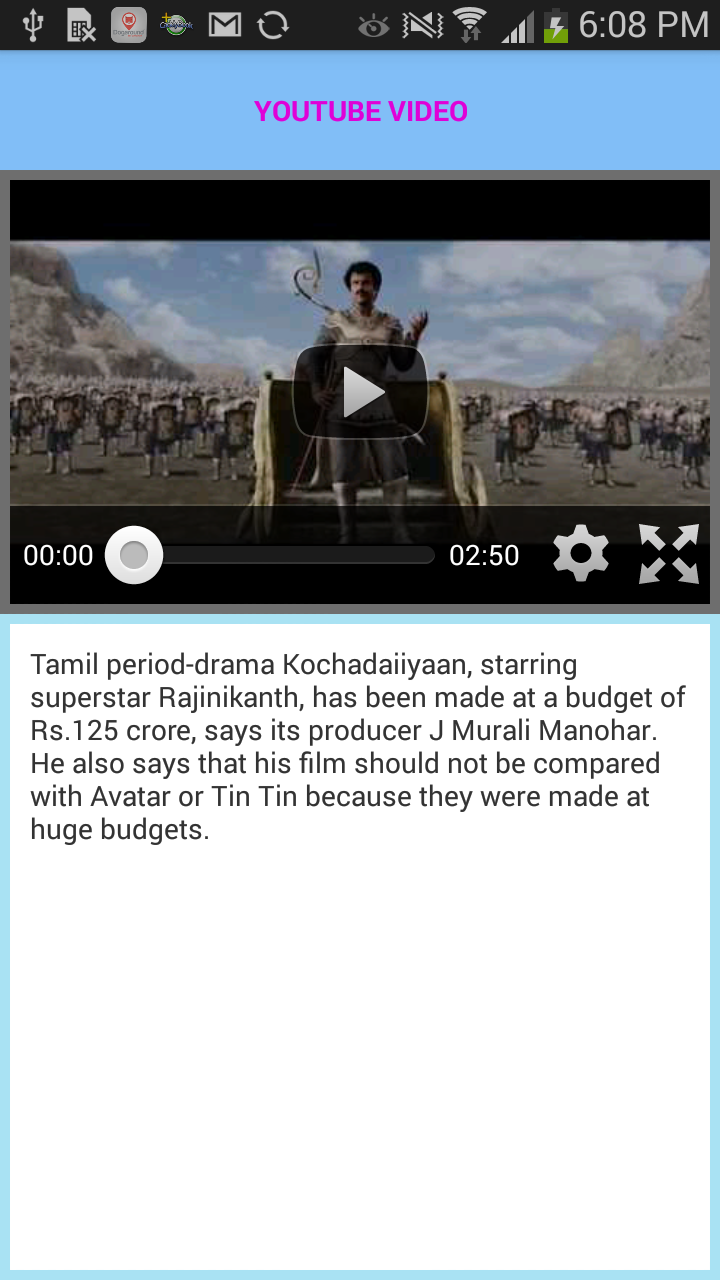 6:08 PM
YOUTUBE VIDEO
00:00
02:50
Tamil period-drama Kochadaiiyaan, starring
superstar Rajinikanth, has been made at a budget of
Rs.125 crore, says its producer J Murali Manohar.
He also says that his film should not be compared
with Avatar or Tin Tin because they were made at
huge budgets.